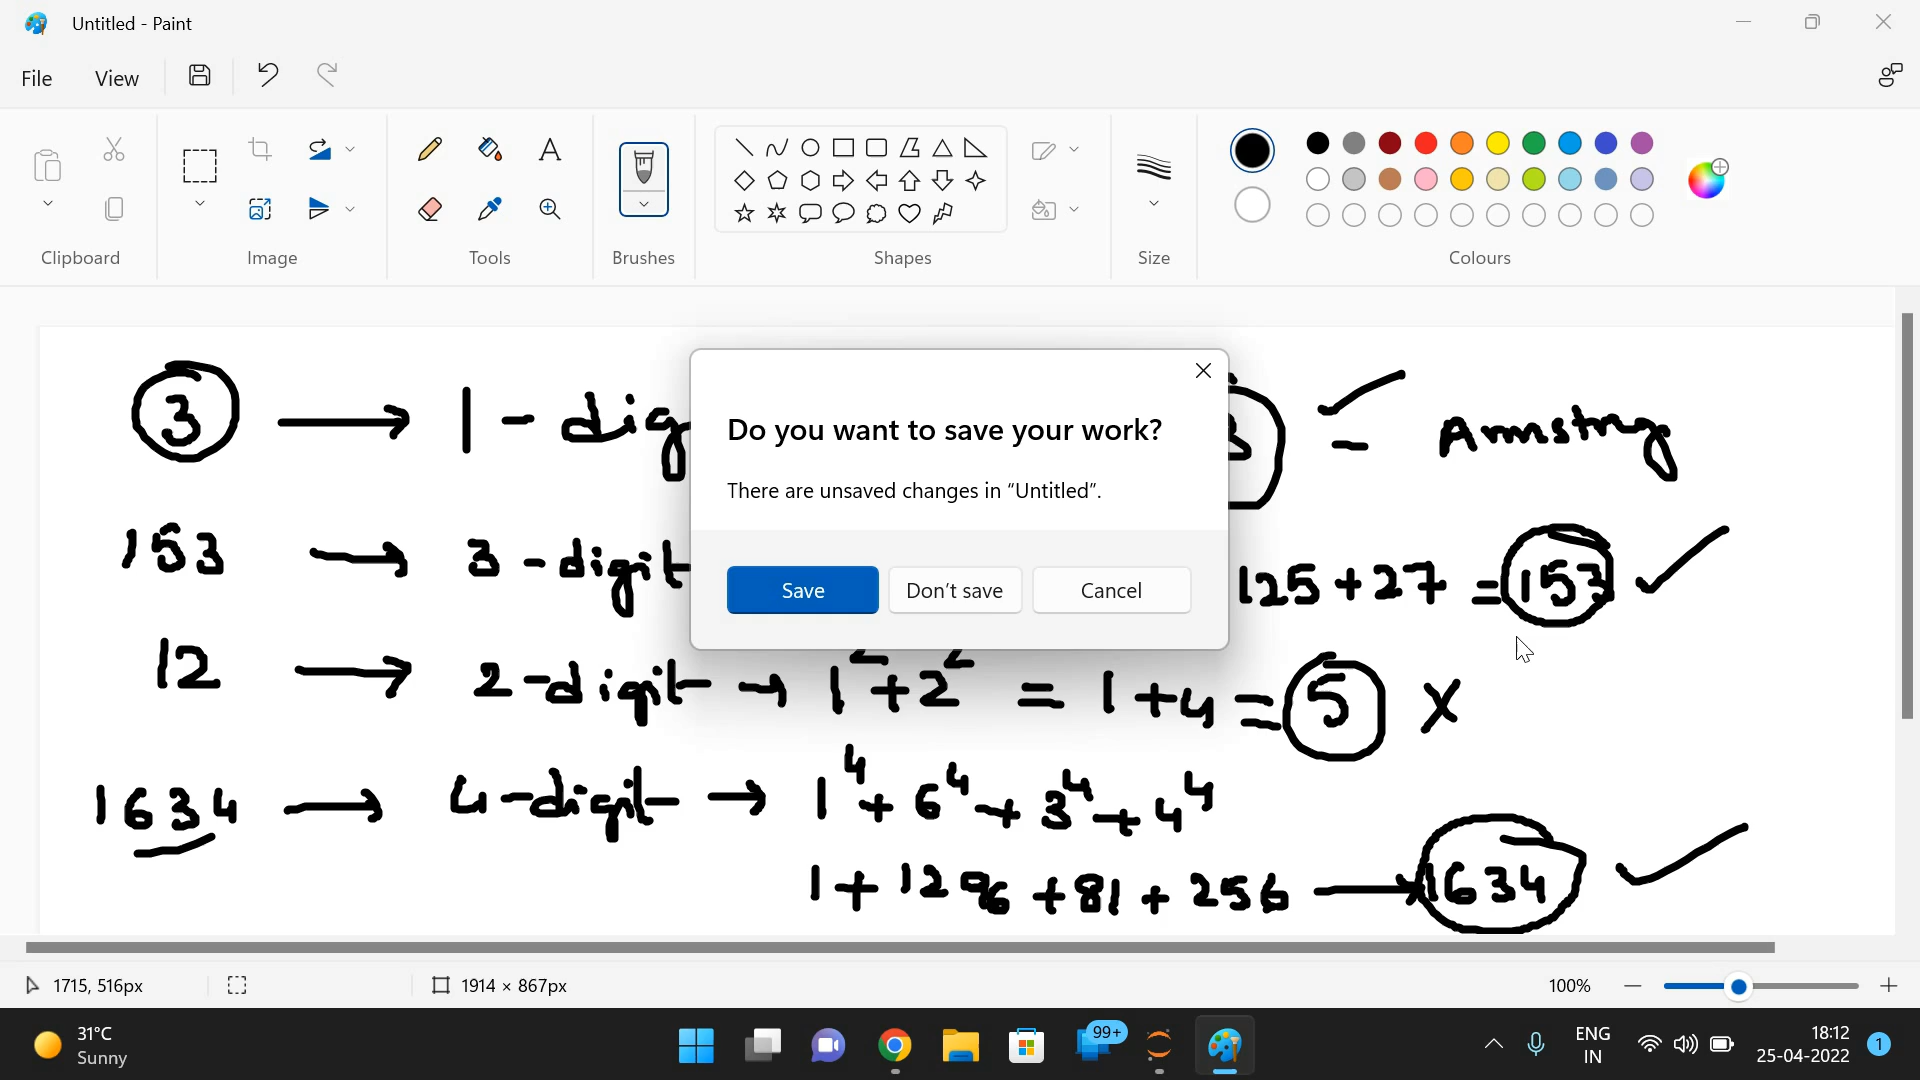 Untitled - Paint
File View
Clipboard Image Tools Brushes Shapes Size Colours
Do you want to save your work?
There are unsaved changes in “Untitled”.
Save Don’t save Cancel
3 → 1 - dig 3 = Armstrong
153 → 3 - digit 125 + 27 = 153 ✓
12 → 2 - digit → 1² + 2² = 1 + 4 = 5 X
1634 → 4 - digit → 1⁴ + 6⁴ + 3⁴ + 4⁴
1 + 1296 + 81 + 256 → 1634 ✓
1715, 516px 1914 × 867px 100%
31°C
Sunny
99+
ENG
IN
18:12
25-04-2022
1